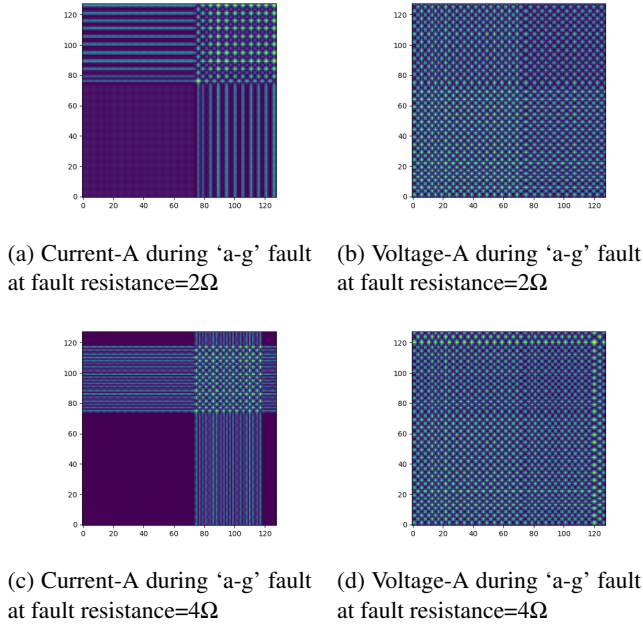 120
100
80
60
40
20
0
0 20 40 60 80 100 120
120
100
80
60
40
20
0
0 20 40 60 80 100 120
(a) Current-A during ‘a-g’ fault
at fault resistance=2Ω
(b) Voltage-A during ‘a-g’ fault
at fault resistance=2Ω
120
100
80
60
40
20
0
0 20 40 60 80 100 120
120
100
80
60
40
20
0
0 20 40 60 80 100 120
(c) Current-A during ‘a-g’ fault
at fault resistance=4Ω
(d) Voltage-A during ‘a-g’ fault
at fault resistance=4Ω